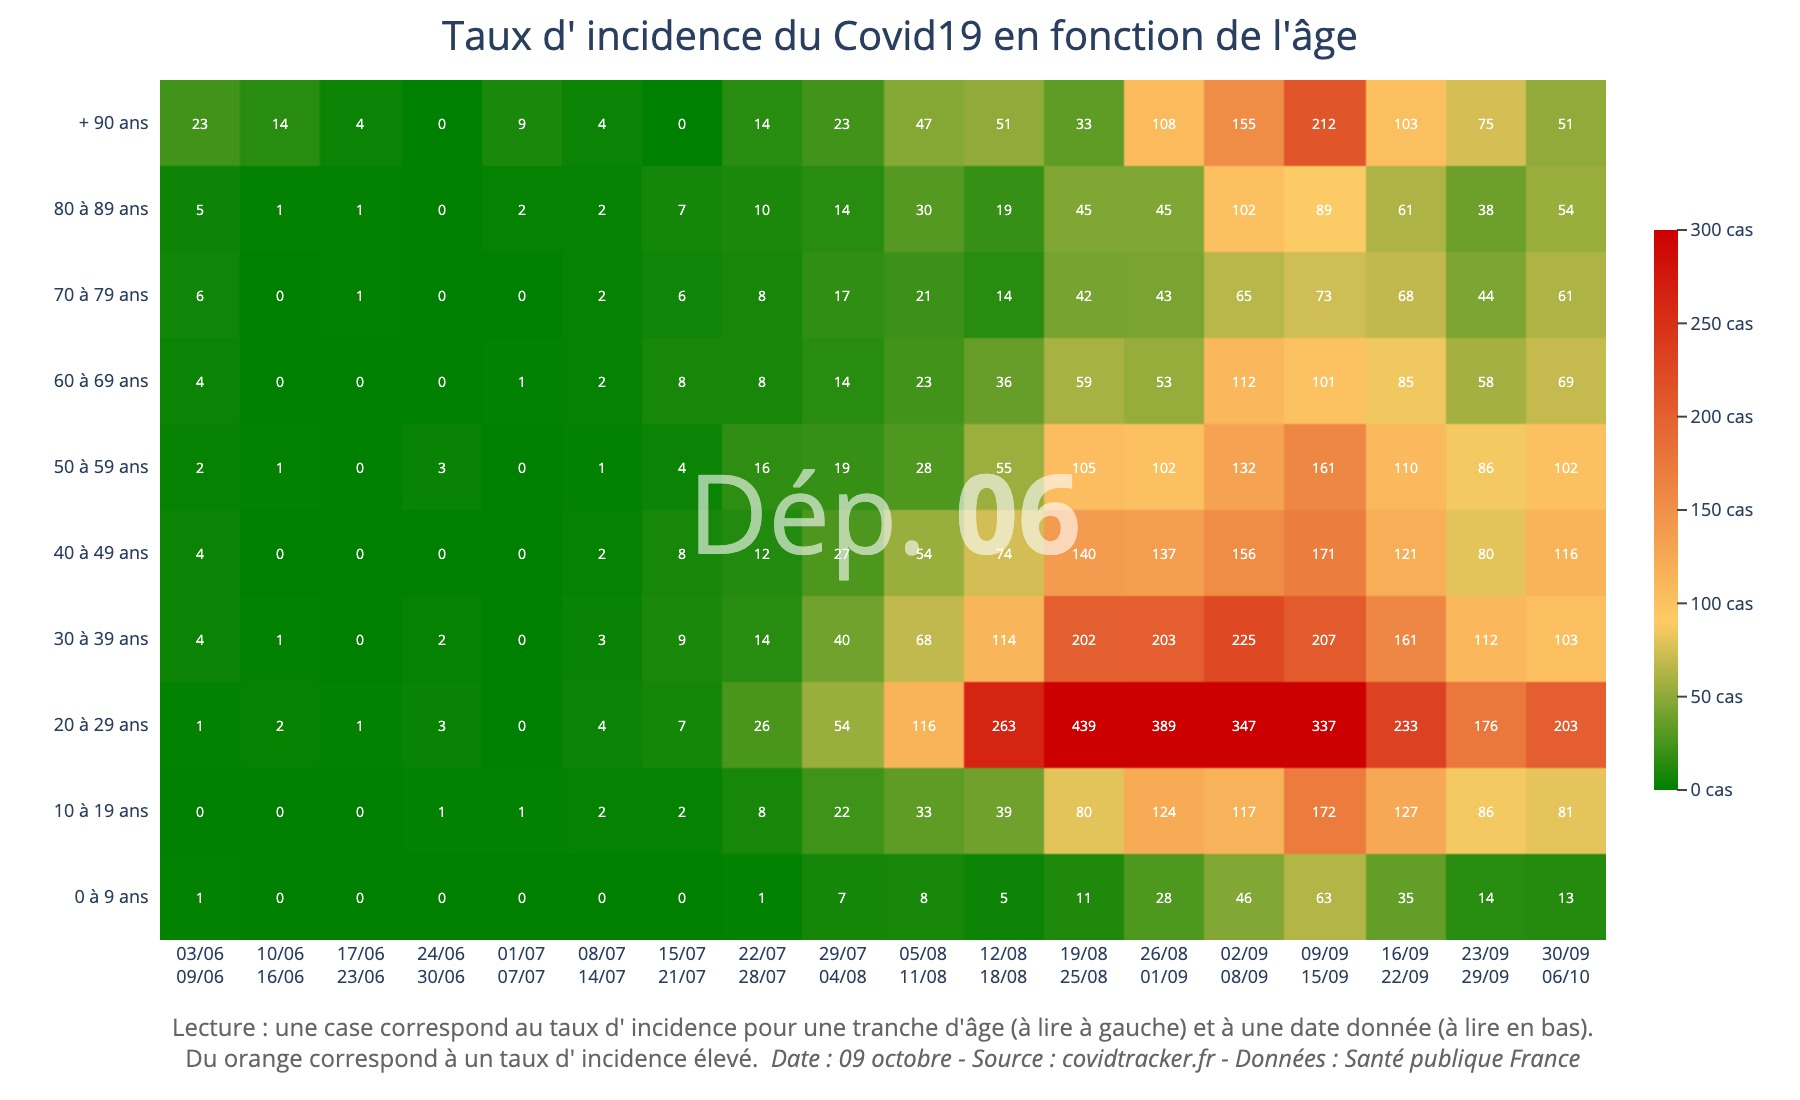 Taux d' incidence du Covid19 en fonction de l'âge
+ 90 ans 23 14 4 0 9 4 0 14 23 47 51 33 108 155 212 103 75 51
80 à 89 ans 5 1 1 0 2 2 7 10 14 30 19 45 45 102 89 61 38 54
70 à 79 ans 6 0 1 0 0 2 6 8 17 21 14 42 43 65 73 68 44 61
60 à 69 ans 4 0 0 0 1 2 8 8 14 23 36 59 53 112 101 85 58 69
50 à 59 ans 2 1 0 3 0 1 4 16 19 28 55 105 102 132 161 110 86 102
Dép. 06
40 à 49 ans 4 0 0 0 0 2 8 12 27 54 74 140 137 156 171 121 80 116
30 à 39 ans 4 1 0 2 0 3 9 14 40 68 114 202 203 225 207 161 112 103
20 à 29 ans 1 2 1 3 0 4 7 26 54 116 263 439 389 347 337 233 176 203
10 à 19 ans 0 0 0 1 1 2 2 8 22 33 39 80 124 117 172 127 86 81
0 à 9 ans 1 0 0 0 0 0 0 1 7 8 5 11 28 46 63 35 14 13
03/06 10/06 17/06 24/06 01/07 08/07 15/07 22/07 29/07 05/08 12/08 19/08 26/08 02/09 09/09 16/09 23/09 30/09
09/06 16/06 23/06 30/06 07/07 14/07 21/07 28/07 04/08 11/08 18/08 25/08 01/09 08/09 15/09 22/09 29/09 06/10
300 cas
250 cas
200 cas
150 cas
100 cas
50 cas
0 cas
Lecture : une case correspond au taux d' incidence pour une tranche d'âge (à lire à gauche) et à une date donnée (à lire en bas).
Du orange correspond à un taux d' incidence élevé. Date : 09 octobre - Source : covidtracker.fr - Données : Santé publique France